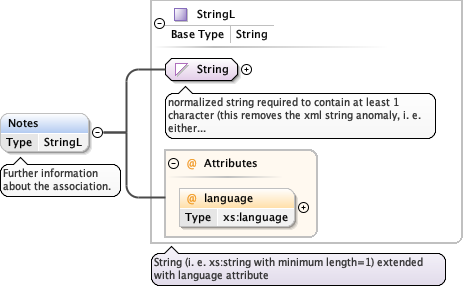 StringL
Base Type String
String
normalized string required to contain at least 1
character (this removes the xml string anomaly, i. e.
either...
Notes
Type StringL
Further information
about the association.
@ Attributes
@ language
Type xs:language
String (i. e. xs:string with minimum length=1) extended
with language attribute